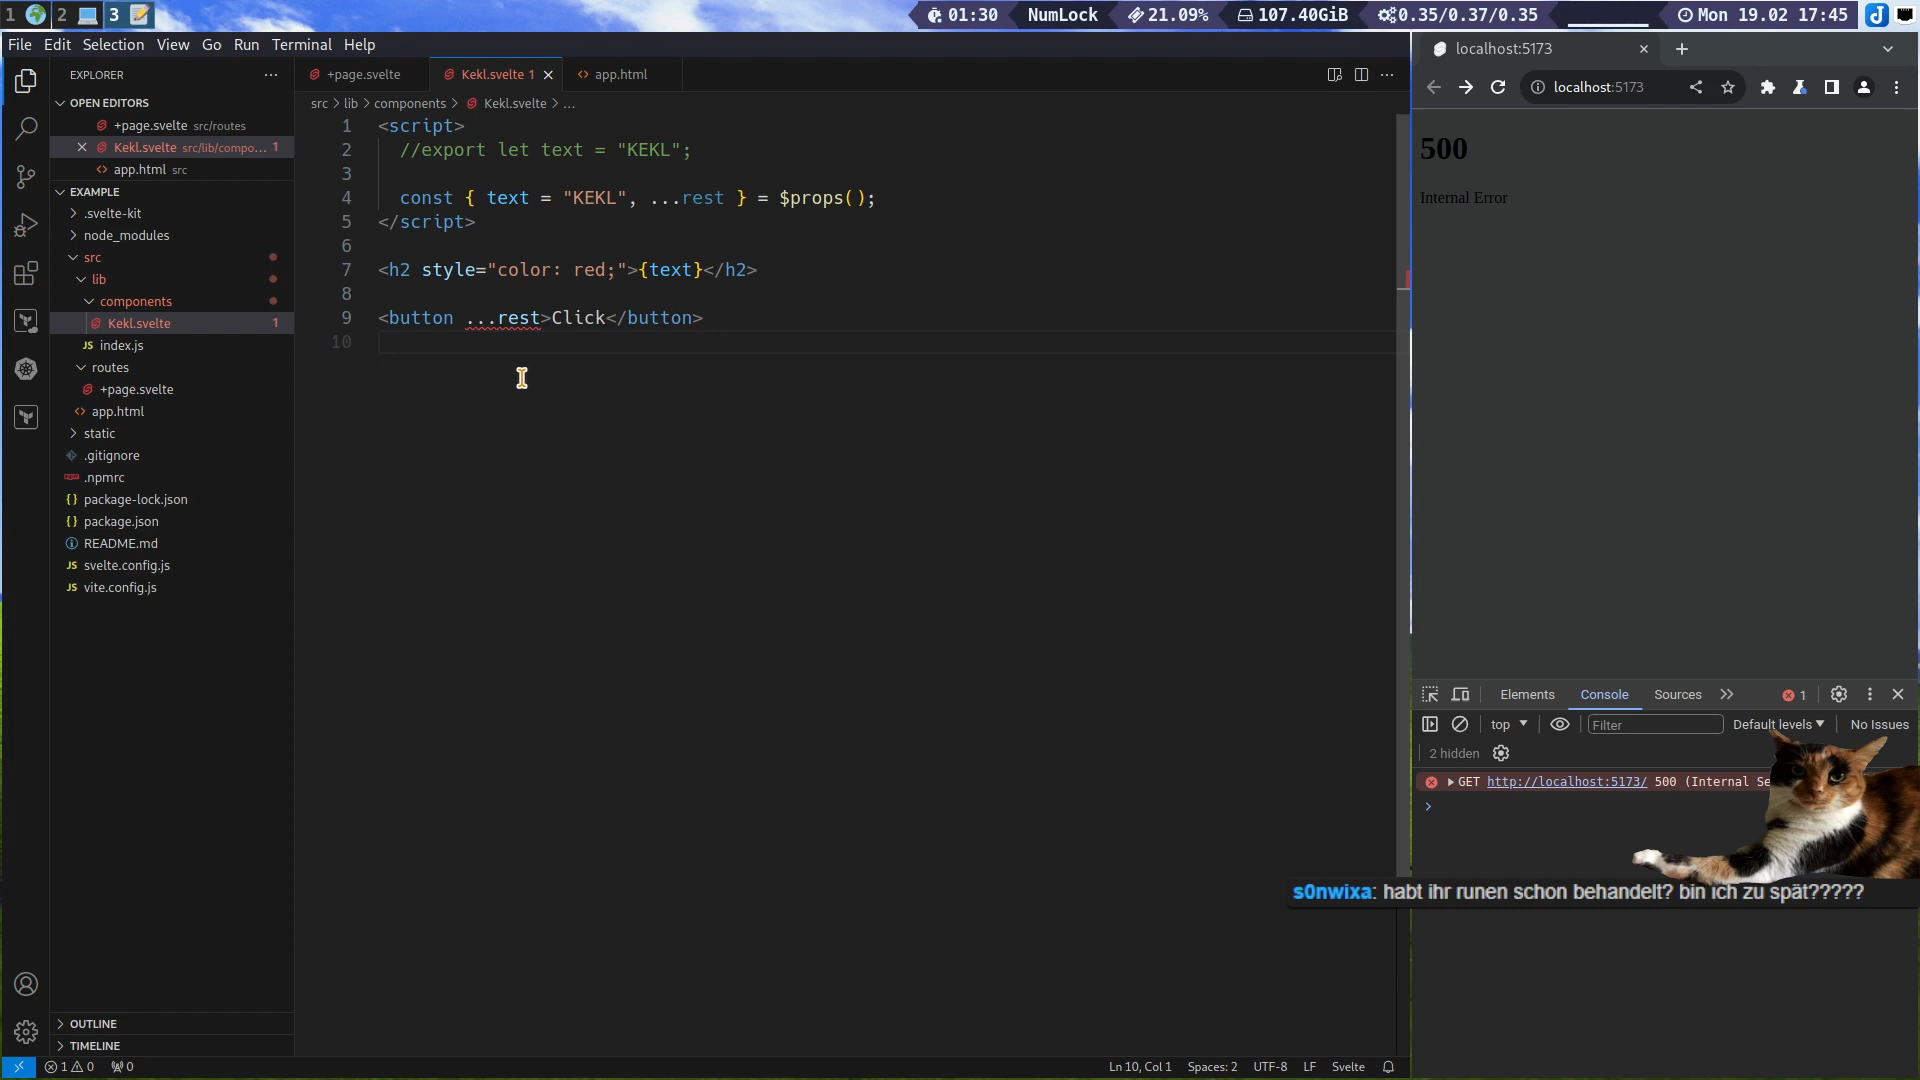 1 2 3
01:30 NumLock 21.09% 107.40GiB 0.35/0.37/0.35 Mon 19.02 17:45
File Edit Selection View Go Run Terminal Help
EXPLORER
OPEN EDITORS
+page.svelte src/routes
Kekl.svelte src/lib/compo... 1
app.html src
EXAMPLE
.svelte-kit
node_modules
src
lib
components
Kekl.svelte 1
JS index.js
routes
+page.svelte
app.html
static
.gitignore
.npmrc
{} package-lock.json
{} package.json
README.md
JS svelte.config.js
JS vite.config.js
OUTLINE
TIMELINE
+page.svelte Kekl.svelte 1 app.html
src > lib > components > Kekl.svelte > ...
1 <script>
2 //export let text = "KEKL";
3
4 const { text = "KEKL", ...rest } = $props();
5 </script>
6
7 <h2 style="color: red;">{text}</h2>
8
9 <button ...rest>Click</button>
10
1 0 0
Ln 10, Col 1 Spaces: 2 UTF-8 LF Svelte
localhost:5173
localhost:5173
500
Internal Error
Elements Console Sources 1
top Filter Default levels No Issues
2 hidden
GET http://localhost:5173/ 500 (Internal
s0nwixa: habt ihr runen schon behandelt? bin ich zu spät?????